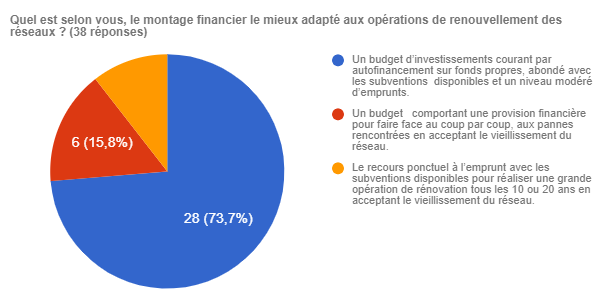 Quel est selon vous, le montage financier le mieux adapté aux opérations de renouvellement des
réseaux ? (38 réponses)
Un budget d'investissements courant par
autofinancement sur fonds propres, abondé avec
les subventions disponibles et un niveau modéré
d'emprunts.
Un budget comportant une provision financière
pour faire face au coup par coup, aux pannes
rencontrées en acceptant le vieillissement du
réseau.
Le recours ponctuel à l'emprunt avec les
subventions disponibles pour réaliser une grande
opération de rénovation tous les 10 ou 20 ans en
acceptant le vieillissement du réseau.
6 (15,8%)
28 (73,7%)